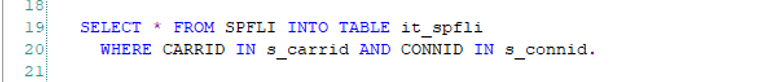 18
19 SELECT * FROM SPFLI INTO TABLE it_spfli
20 WHERE CARRID IN s_carrid AND CONNID IN s_connid.
21